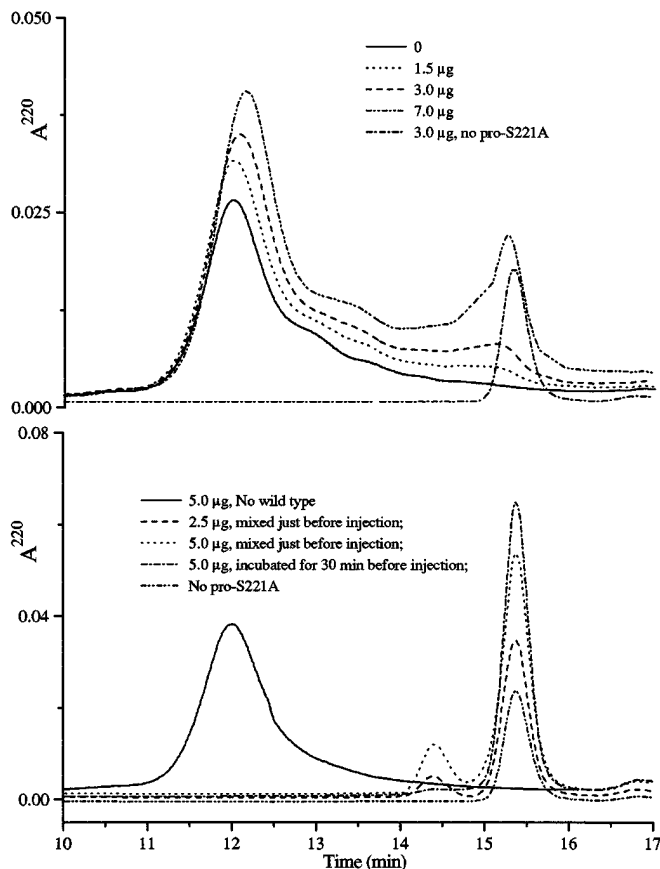 0.050
A220
0.025
0.000
0
1.5 µg
3.0 µg
7.0 µg
3.0 µg, no pro-S221A
0.08
A220
0.04
0.00
5.0 µg, No wild type
2.5 µg, mixed just before injection;
5.0 µg, mixed just before injection;
5.0 µg, incubated for 30 min before injection;
No pro-S221A
10 11 12 13 14 15 16 17
Time (min)